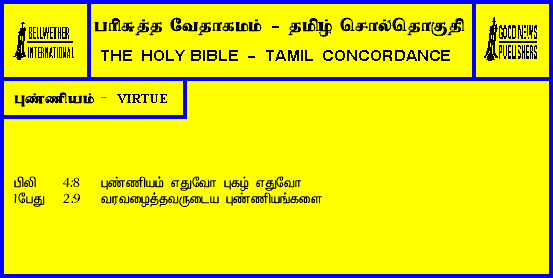 BELLWETHER
INTERNATIONAL
பரிசுத்த வேதாகமம் - தமிழ் சொல்தொகுதி
THE HOLY BIBLE - TAMIL CONCORDANCE
GOOD NEWS
PUBLISHERS
புண்ணியம் - VIRTUE
பிலி 4:8 புண்ணியம் எதுவோ புகழ் எதுவோ
1பேது 2:9 வரவழைத்தவருடைய புண்ணியங்களை